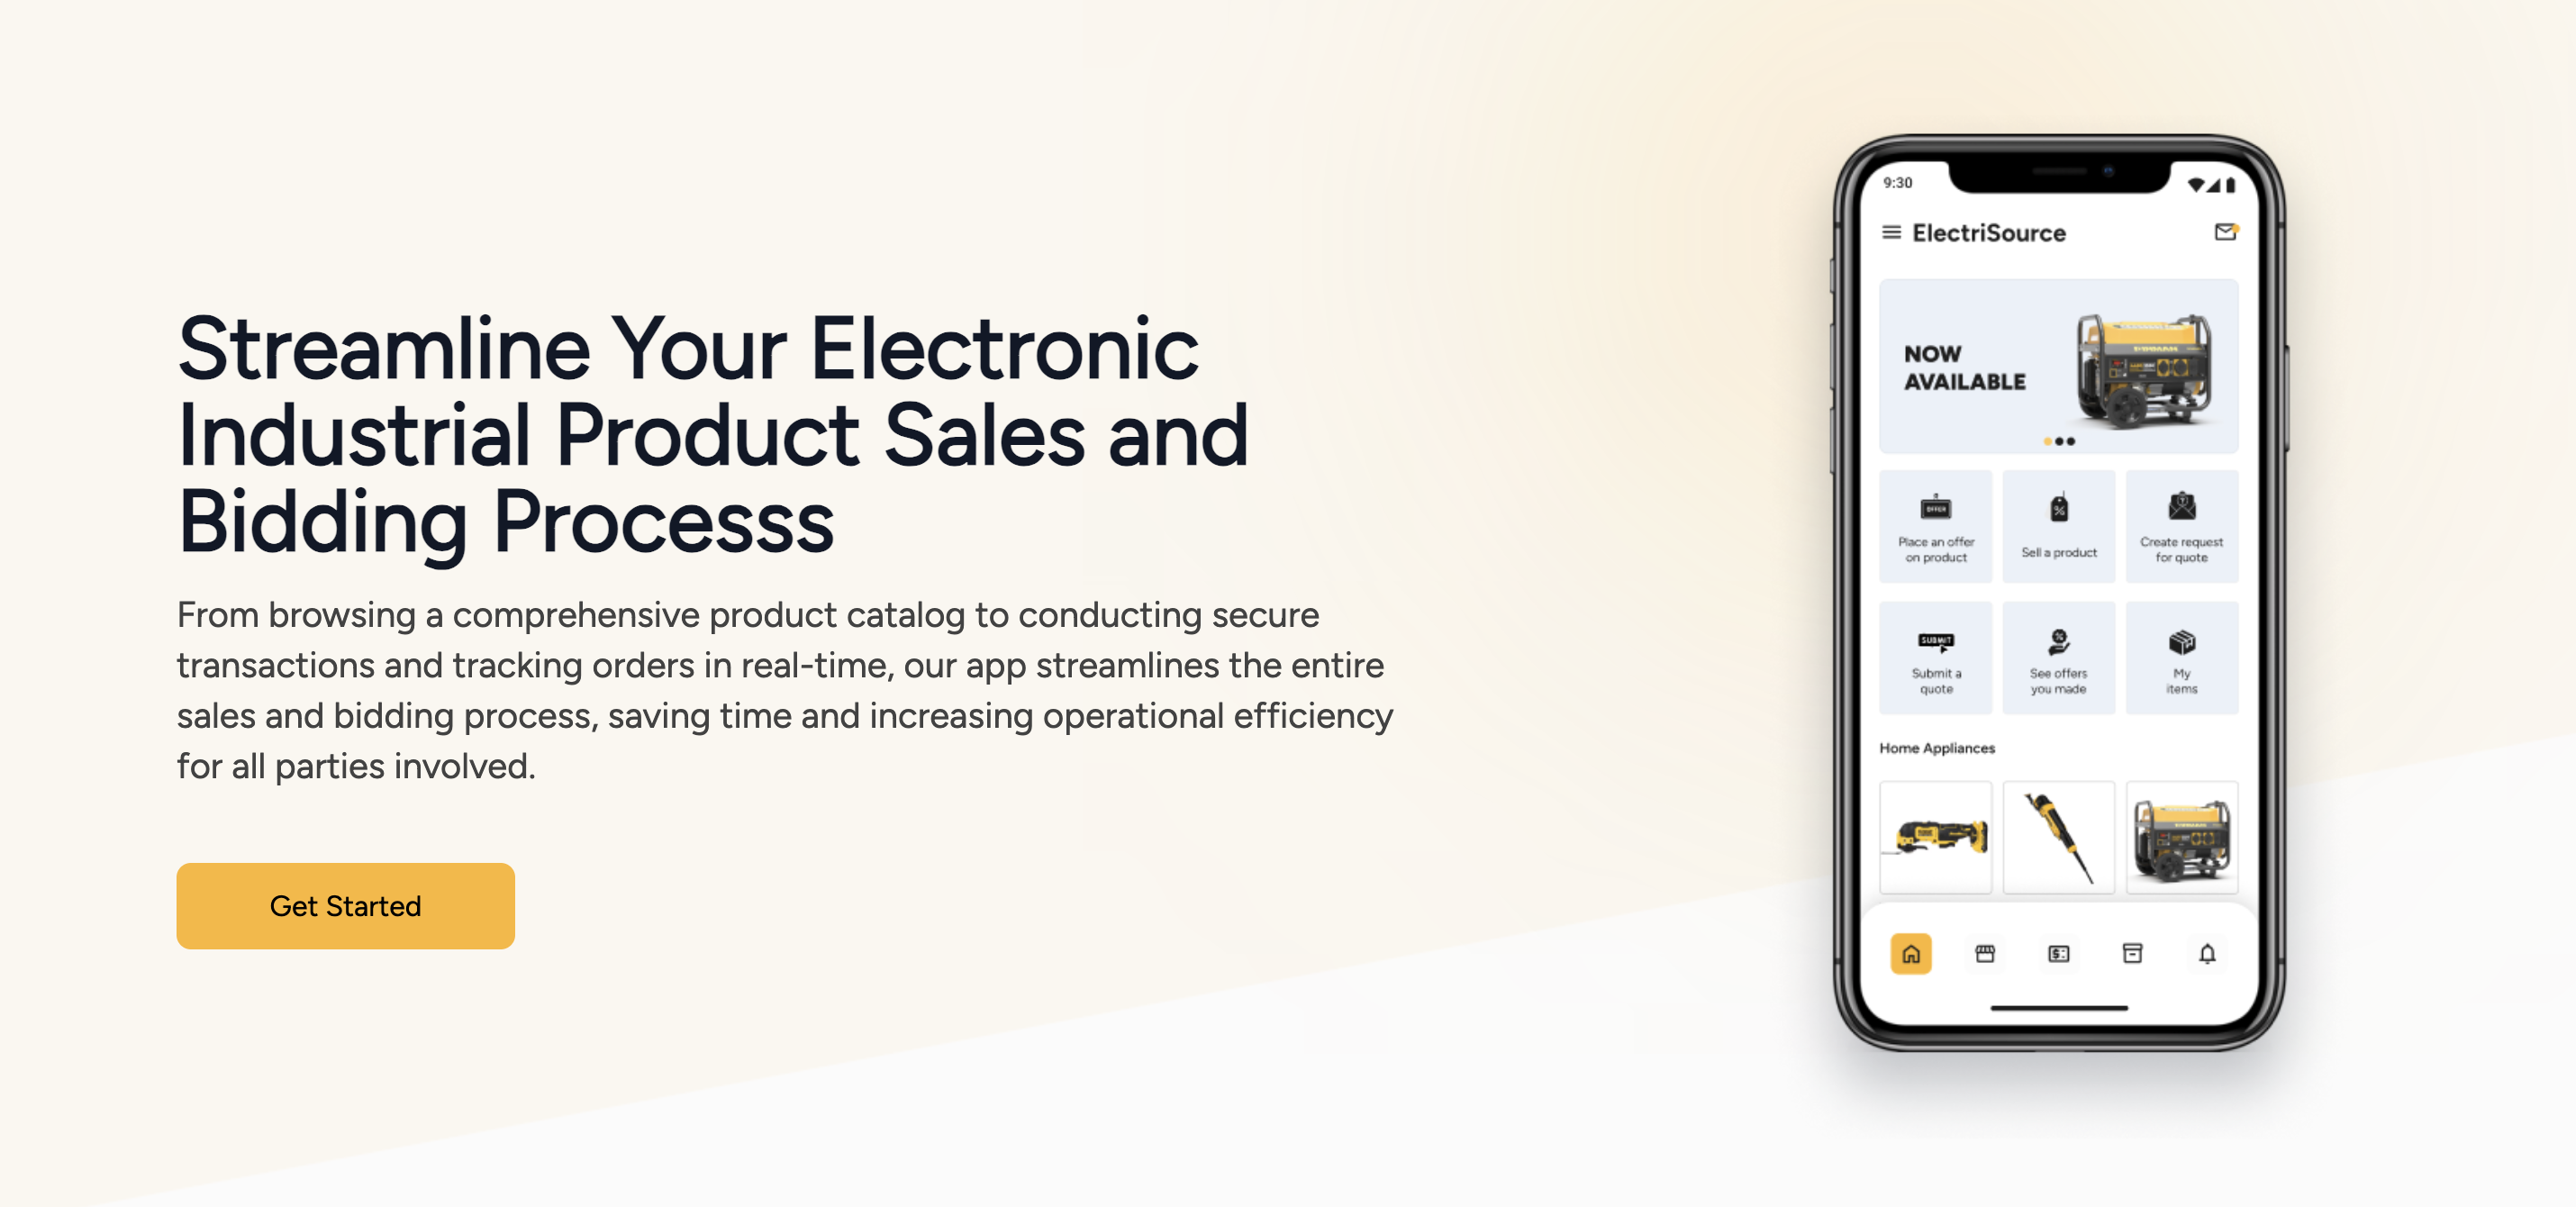 Streamline Your Electronic
Industrial Product Sales and
Bidding Processs
From browsing a comprehensive product catalog to conducting secure
transactions and tracking orders in real-time, our app streamlines the entire
sales and bidding process, saving time and increasing operational efficiency
for all parties involved.
Get Started
9:30
ElectriSource
NOW
AVAILABLE
OFFER
Place an offer
on product
Sell a product
Create request
for quote
SUBMIT
Submit a
quote
See offers
you made
My
items
Home Appliances